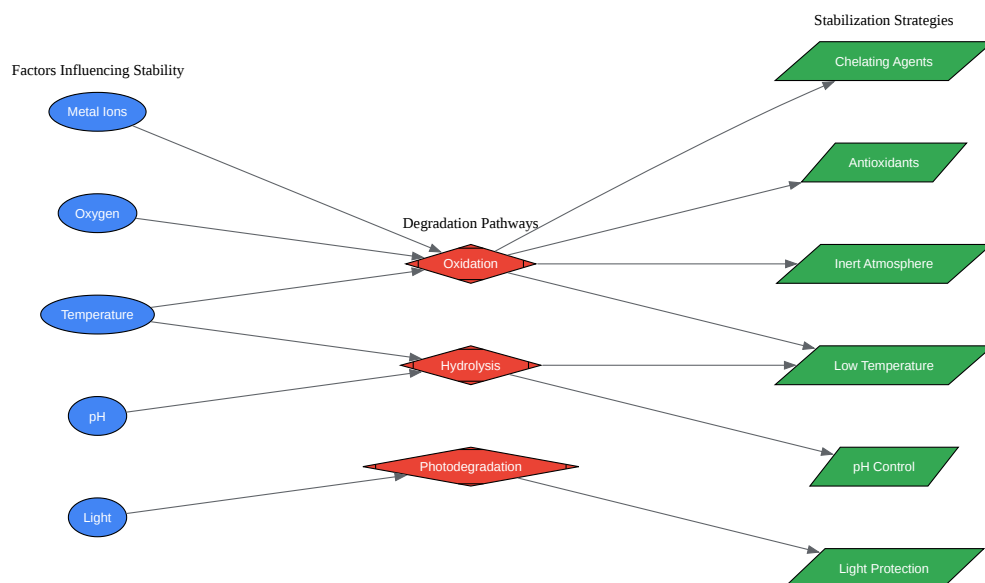 Factors Influencing Stability
Metal Ions
Oxygen
Temperature
pH
Light
Degradation Pathways
Oxidation
Hydrolysis
Photodegradation
Stabilization Strategies
Chelating Agents
Antioxidants
Inert Atmosphere
Low Temperature
pH Control
Light Protection